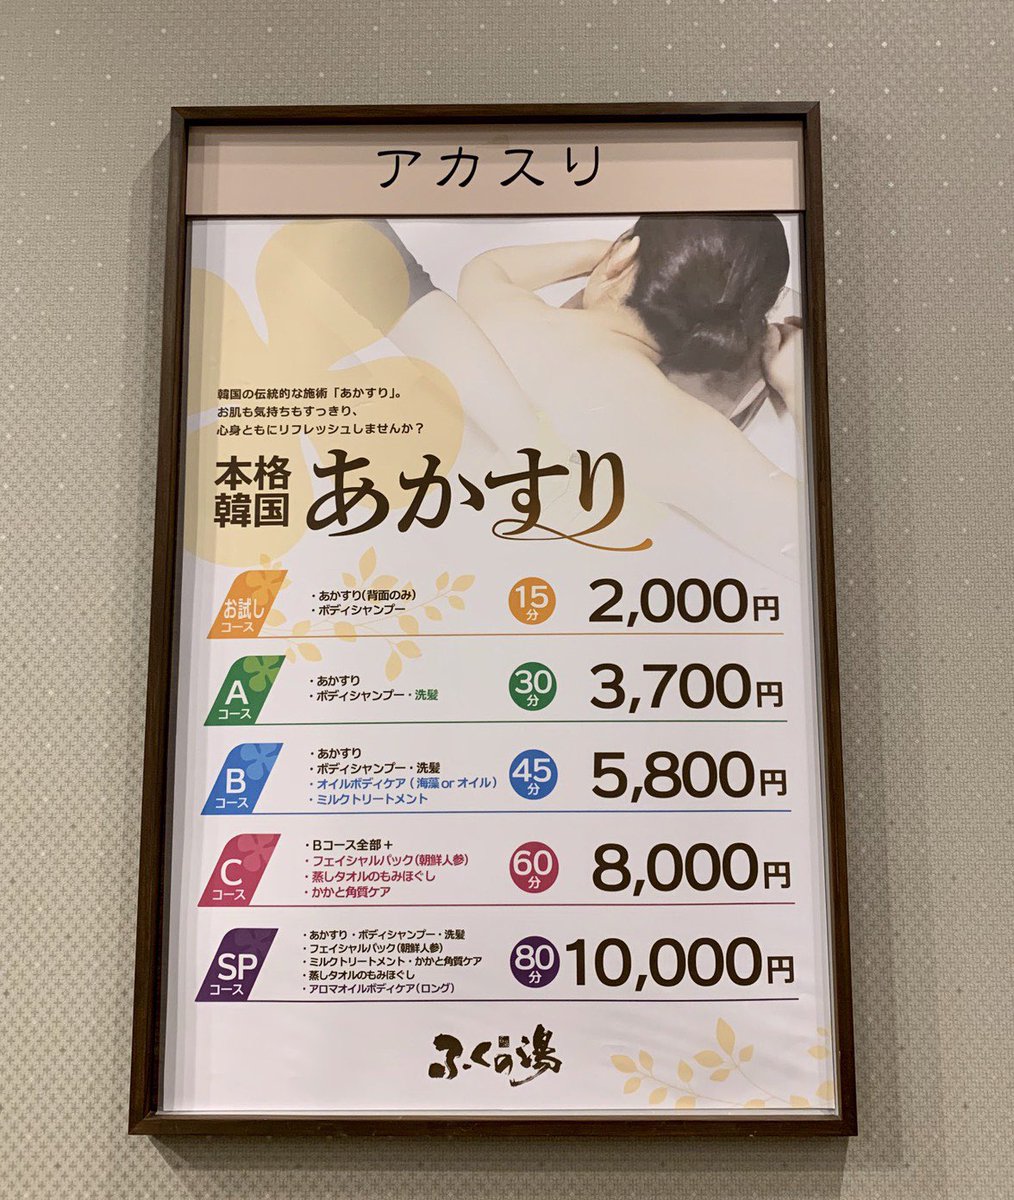 アカスリ
韓国の伝統的な施術「あかすり」。
お肌も気持ちもすっきり、
心身ともにリフレッシュしませんか？
本格
韓国
あかすり
お試し
コース
・あかすり(背面のみ)
・ボディシャンプー
15
分
2,000円
A
コース
・あかすり
・ボディシャンプー・洗髪
30
分
3,700円
B
コース
・あかすり
・ボディシャンプー・洗髪
・オイルボディケア ( 海藻 or オイル )
・ミルクトリートメント
45
分
5,800円
C
コース
・Bコース全部 +
・フェイシャルパック(朝鮮人参)
・蒸しタオルのもみほぐし
・かかと角質ケア
60
分
8,000円
SP
コース
・あかすり・ボディシャンプー・洗髪
・フェイシャルパック(朝鮮人参)
・ミルクトリートメント・かかと角質ケア
・蒸しタオルのもみほぐし
・アロマオイルボディケア(ロング)
80
分
10,000円
ふくの湯